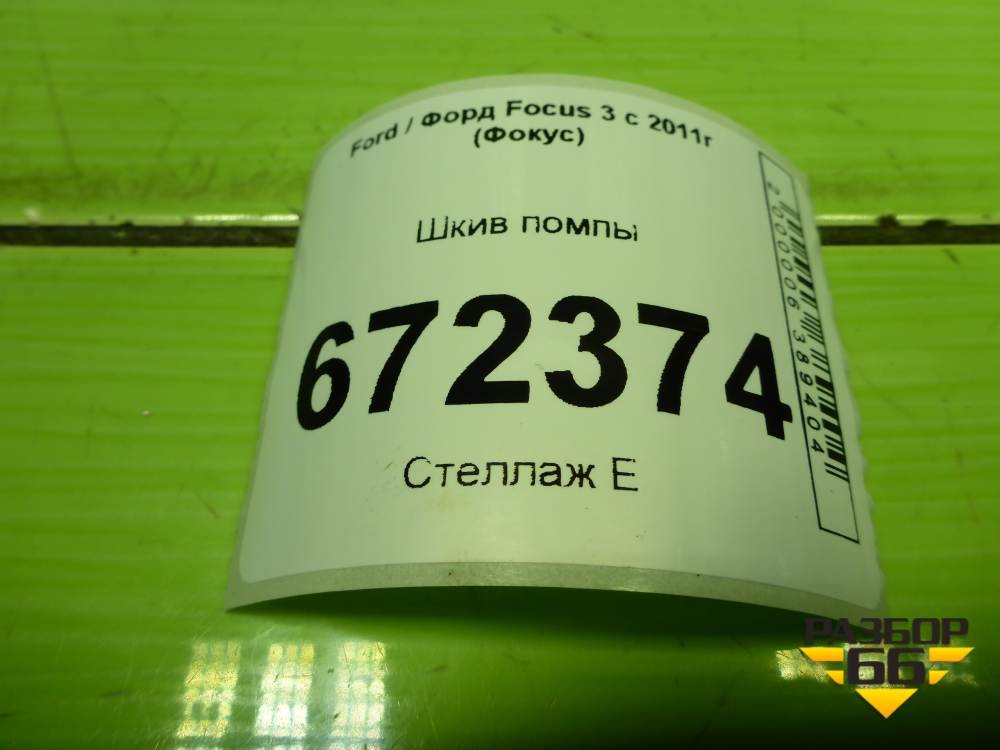 Ford / Форд Focus 3 с 2011г
(Фокус)
Шкив помпы
672374
Стеллаж Е
2000006389404
РАЗБОР
66